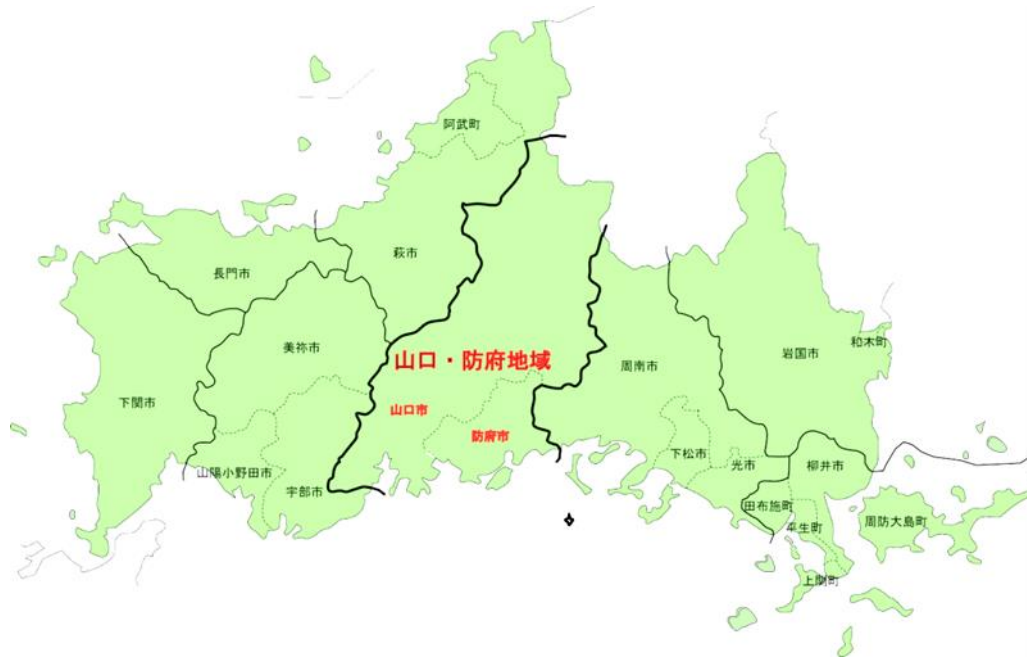 阿武町
萩市
長門市
美祢市
山口・防府地域
周南市
岩国市
和木町
下関市
山口市
防府市
山陽小野田市
宇部市
下松市
光市
柳井市
田布施町
平生町
周防大島町
上関町